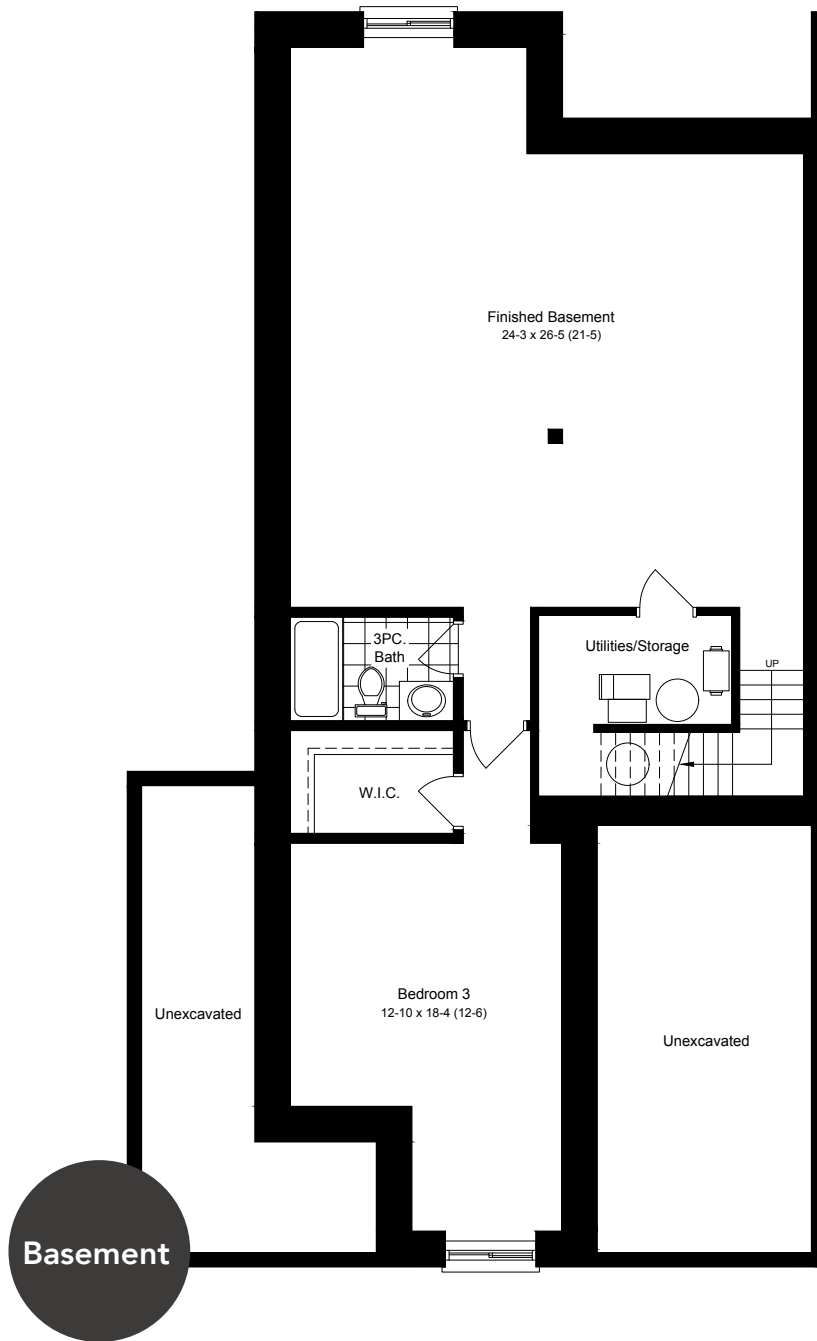 Finished Basement
24-3 x 26-5 (21-5)
3PC.
Bath
Utilities/Storage
UP
W.I.C.
Bedroom 3
12-10 x 18-4 (12-6)
Unexcavated
Unexcavated
Basement